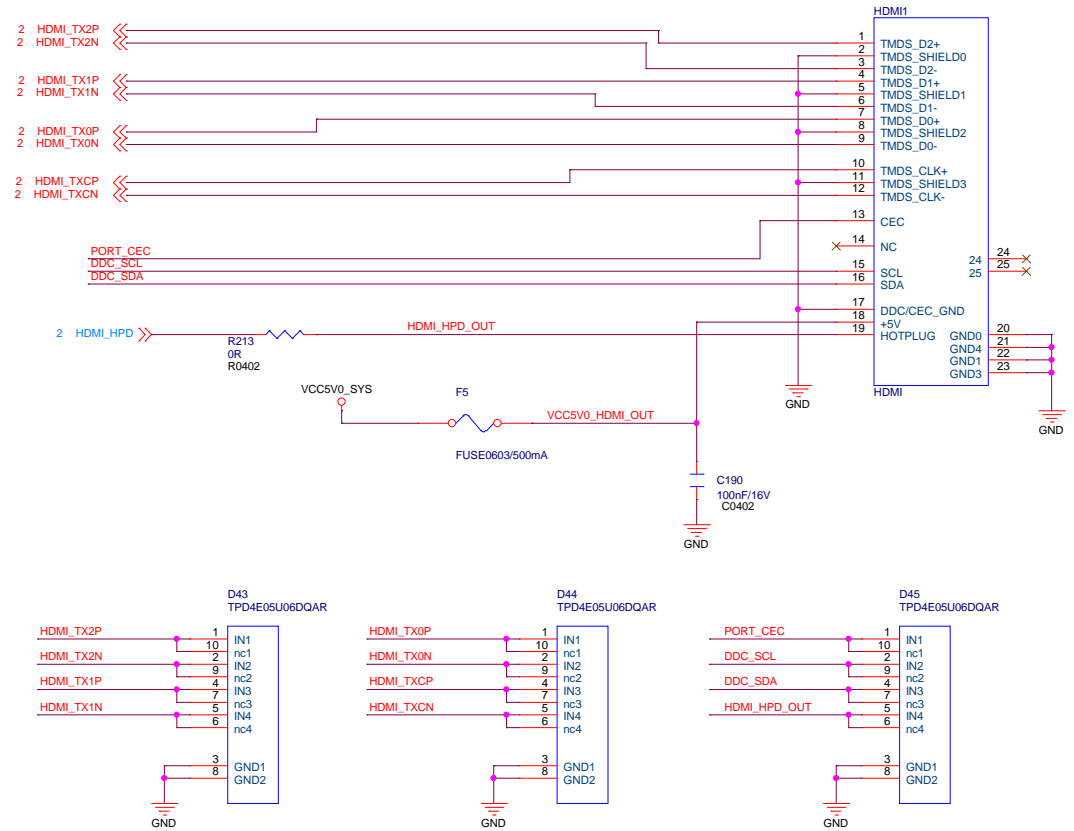 HDMI1
2 HDMI_TX2P
2 HDMI_TX2N
2 HDMI_TX1P
2 HDMI_TX1N
2 HDMI_TX0P
2 HDMI_TX0N
2 HDMI_TXCP
2 HDMI_TXCN
PORT_CEC
DDC_SCL
DDC_SDA
2 HDMI_HPD
R213
0R
R0402
HDMI_HPD_OUT
1 TMDS_D2+
2 TMDS_SHIELD0
3 TMDS_D2-
4 TMDS_D1+
5 TMDS_SHIELD1
6 TMDS_D1-
7 TMDS_D0+
8 TMDS_SHIELD2
9 TMDS_D0-
10 TMDS_CLK+
11 TMDS_SHIELD3
12 TMDS_CLK-
13 CEC
14 NC
15 SCL
16 SDA
17 DDC/CEC_GND
18 +5V
19 HOTPLUG
24 24
25 25
GND0 20
GND4 21
GND1 22
GND3 23
HDMI
GND
GND
VCC5V0_SYS
F5
FUSE0603/500mA
VCC5V0_HDMI_OUT
C190
100nF/16V
C0402
GND
D43
TPD4E05U06DQAR
HDMI_TX2P
HDMI_TX2N
HDMI_TX1P
HDMI_TX1N
1 IN1
10 nc1
2 IN2
9 nc2
4 IN3
7 nc3
5 IN4
6 nc4
3 GND1
8 GND2
GND
D44
TPD4E05U06DQAR
HDMI_TX0P
HDMI_TX0N
HDMI_TXCP
HDMI_TXCN
1 IN1
10 nc1
2 IN2
9 nc2
4 IN3
7 nc3
5 IN4
6 nc4
3 GND1
8 GND2
GND
D45
TPD4E05U06DQAR
PORT_CEC
DDC_SCL
DDC_SDA
HDMI_HPD_OUT
1 IN1
10 nc1
2 IN2
9 nc2
4 IN3
7 nc3
5 IN4
6 nc4
3 GND1
8 GND2
GND